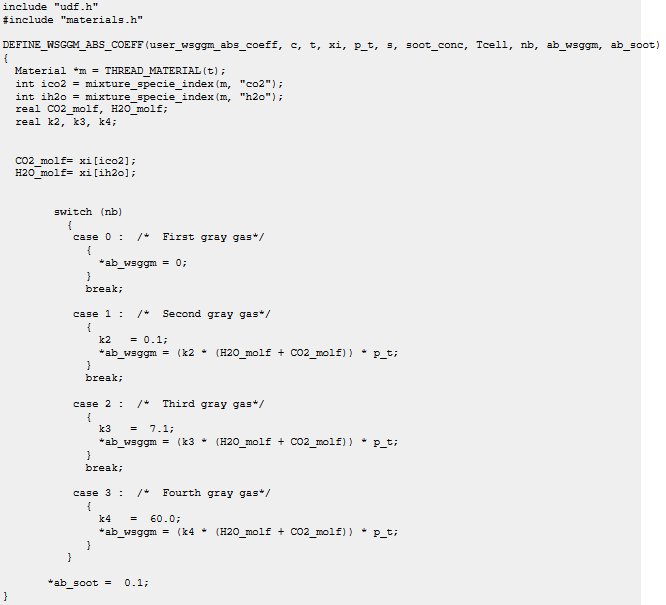 include "udf.h"
#include "materials.h"
DEFINE_WSGGM_ABS_COEFF(user_wsggm_abs_coeff, c, t, xi, p_t, s, soot_conc, Tcell, nb, ab_wsggm, ab_soot)
{
Material *m = THREAD_MATERIAL(t);
int ico2 = mixture_specie_index(m, "co2");
int ih2o = mixture_specie_index(m, "h2o");
real CO2_molf, H2O_molf;
real k2, k3, k4;
CO2_molf= xi[ico2];
H2O_molf= xi[ih2o];
switch (nb)
{
case 0 : /* First gray gas*/
{
*ab_wsggm = 0;
}
break;
case 1 : /* Second gray gas*/
{
k2 = 0.1;
*ab_wsggm = (k2 * (H2O_molf + CO2_molf)) * p_t;
}
break;
case 2 : /* Third gray gas*/
{
k3 = 7.1;
*ab_wsggm = (k3 * (H2O_molf + CO2_molf)) * p_t;
}
break;
case 3 : /* Fourth gray gas*/
{
k4 = 60.0;
*ab_wsggm = (k4 * (H2O_molf + CO2_molf)) * p_t;
}
}
*ab_soot = 0.1;
}